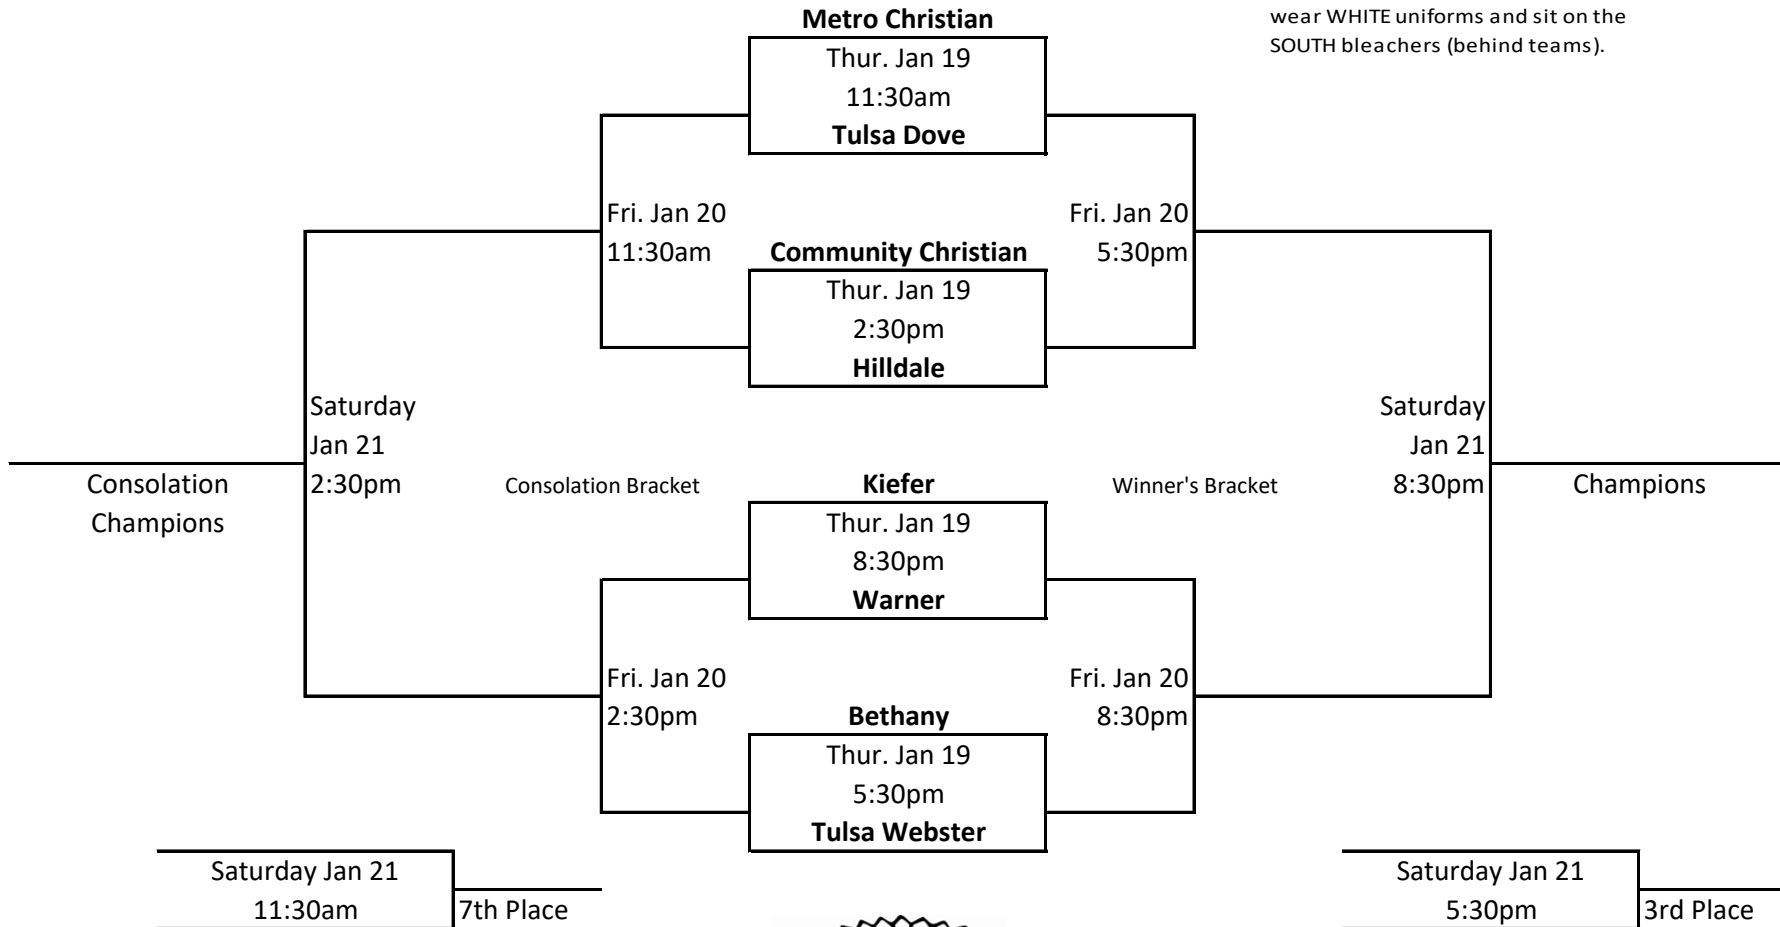 Metro Christian
wear WHITE uniforms and sit on the
SOUTH bleachers (behind teams).
Thur. Jan 19
11:30am
Tulsa Dove
Fri. Jan 20
11:30am
Fri. Jan 20
5:30pm
Community Christian
Thur. Jan 19
2:30pm
Hilldale
Saturday
Jan 21
2:30pm
Saturday
Jan 21
8:30pm
Consolation
Champions
Consolation Bracket
Kiefer
Winner's Bracket
Champions
Thur. Jan 19
8:30pm
Warner
Fri. Jan 20
2:30pm
Fri. Jan 20
8:30pm
Bethany
Thur. Jan 19
5:30pm
Tulsa Webster
Saturday Jan 21
11:30am
7th Place
Saturday Jan 21
5:30pm
3rd Place